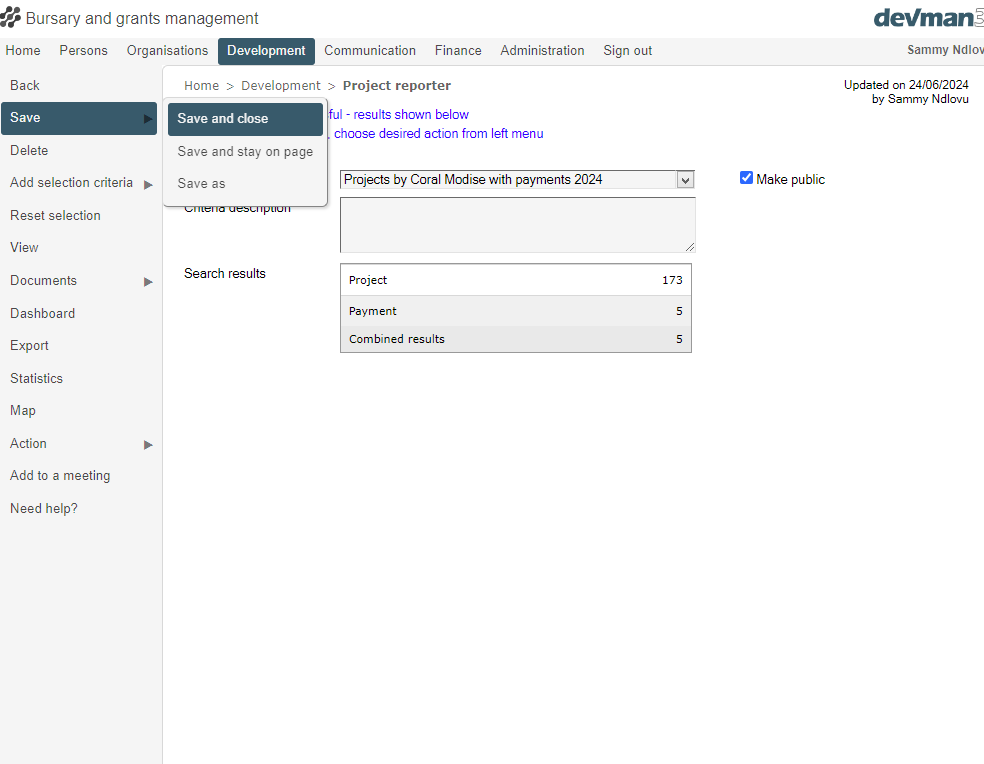 Bursary and grants management
devman 5
Home Persons Organisations Development Communication Finance Administration Sign out Sammy Ndlov
Back
Home > Development > Project reporter
Updated on 24/06/2024
by Sammy Ndlovu
Save
Save and close
ful - results shown below
. choose desired action from left menu
Delete
Save and stay on page
Add selection criteria
Save as
Projects by Coral Modise with payments 2024
Make public
Criteria description
Reset selection
View
Documents
Search results
Project 173
Payment 5
Combined results 5
Dashboard
Export
Statistics
Map
Action
Add to a meeting
Need help?